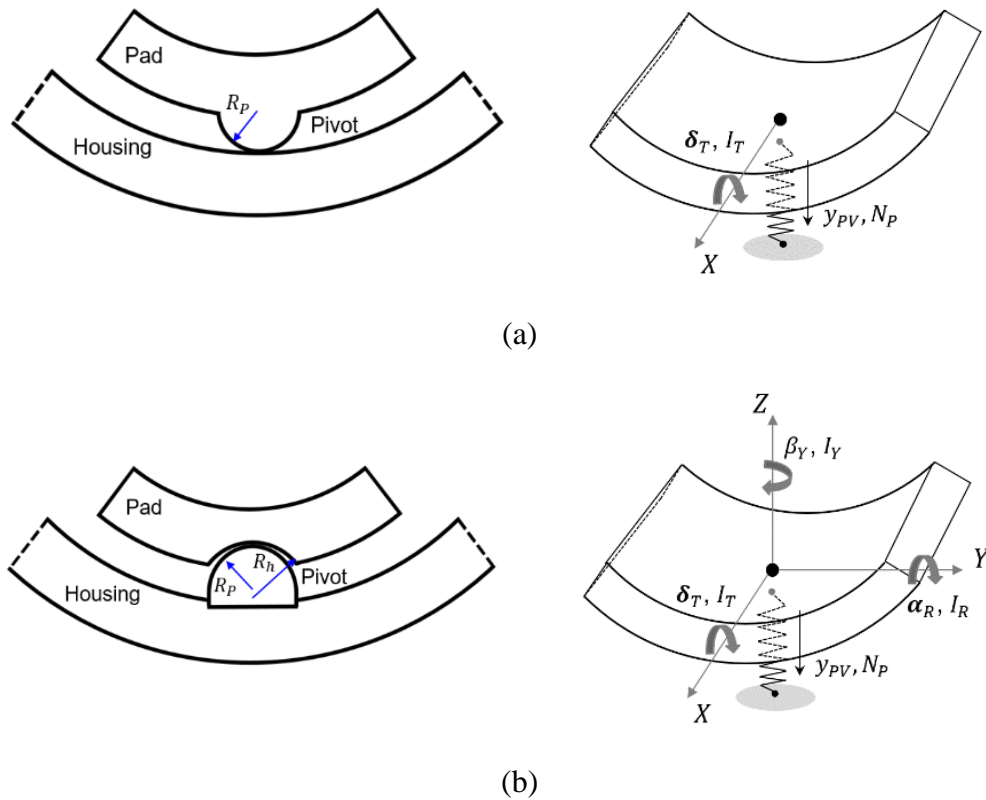 Pad
R_P
Pivot
Housing
δ_T, I_T
y_PV, N_P
X
(a)
Pad
R_h
R_P
Pivot
Housing
Z
β_Y, I_Y
Y
δ_T, I_T
α_R, I_R
y_PV, N_P
X
(b)